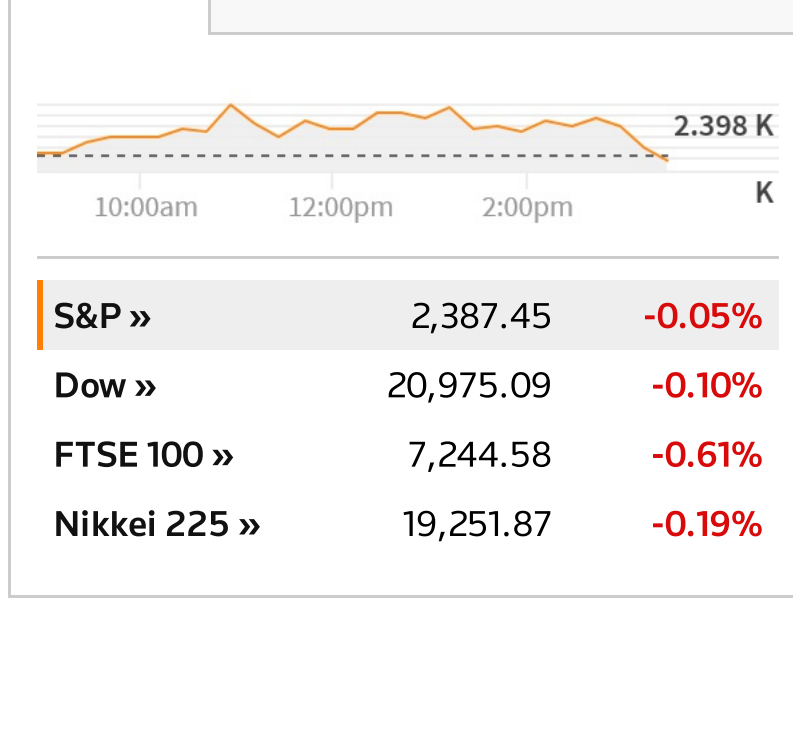 2.398 K
K
10:00am 12:00pm 2:00pm
S&P » 2,387.45 -0.05%
Dow » 20,975.09 -0.10%
FTSE 100 » 7,244.58 -0.61%
Nikkei 225 » 19,251.87 -0.19%